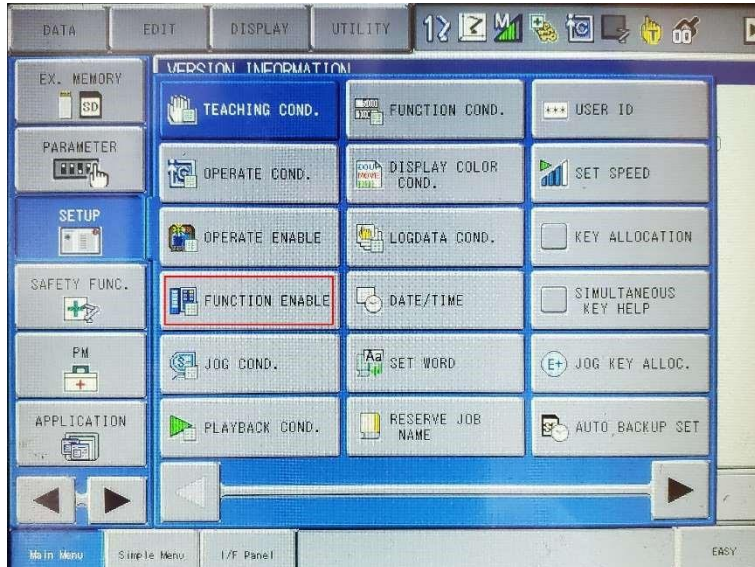 DATA
EDIT
DISPLAY
UTILITY
EX. MEMORY
SD
PARAMETER
SETUP
SAFETY FUNC.
PM
APPLICATION
VERSION INFORMATION
TEACHING COND.
FUNCTION COND.
*** USER ID
OPERATE COND.
DISPLAY COLOR
COND.
SET SPEED
OPERATE ENABLE
LOGDATA COND.
KEY ALLOCATION
FUNCTION ENABLE
DATE/TIME
SIMULTANEOUS
KEY HELP
JOG COND.
Aa
SET WORD
E+
JOG KEY ALLOC.
PLAYBACK COND.
RESERVE JOB
NAME
AUTO BACKUP SET
Main Menu
Simple Menu
I/F Panel
EASY